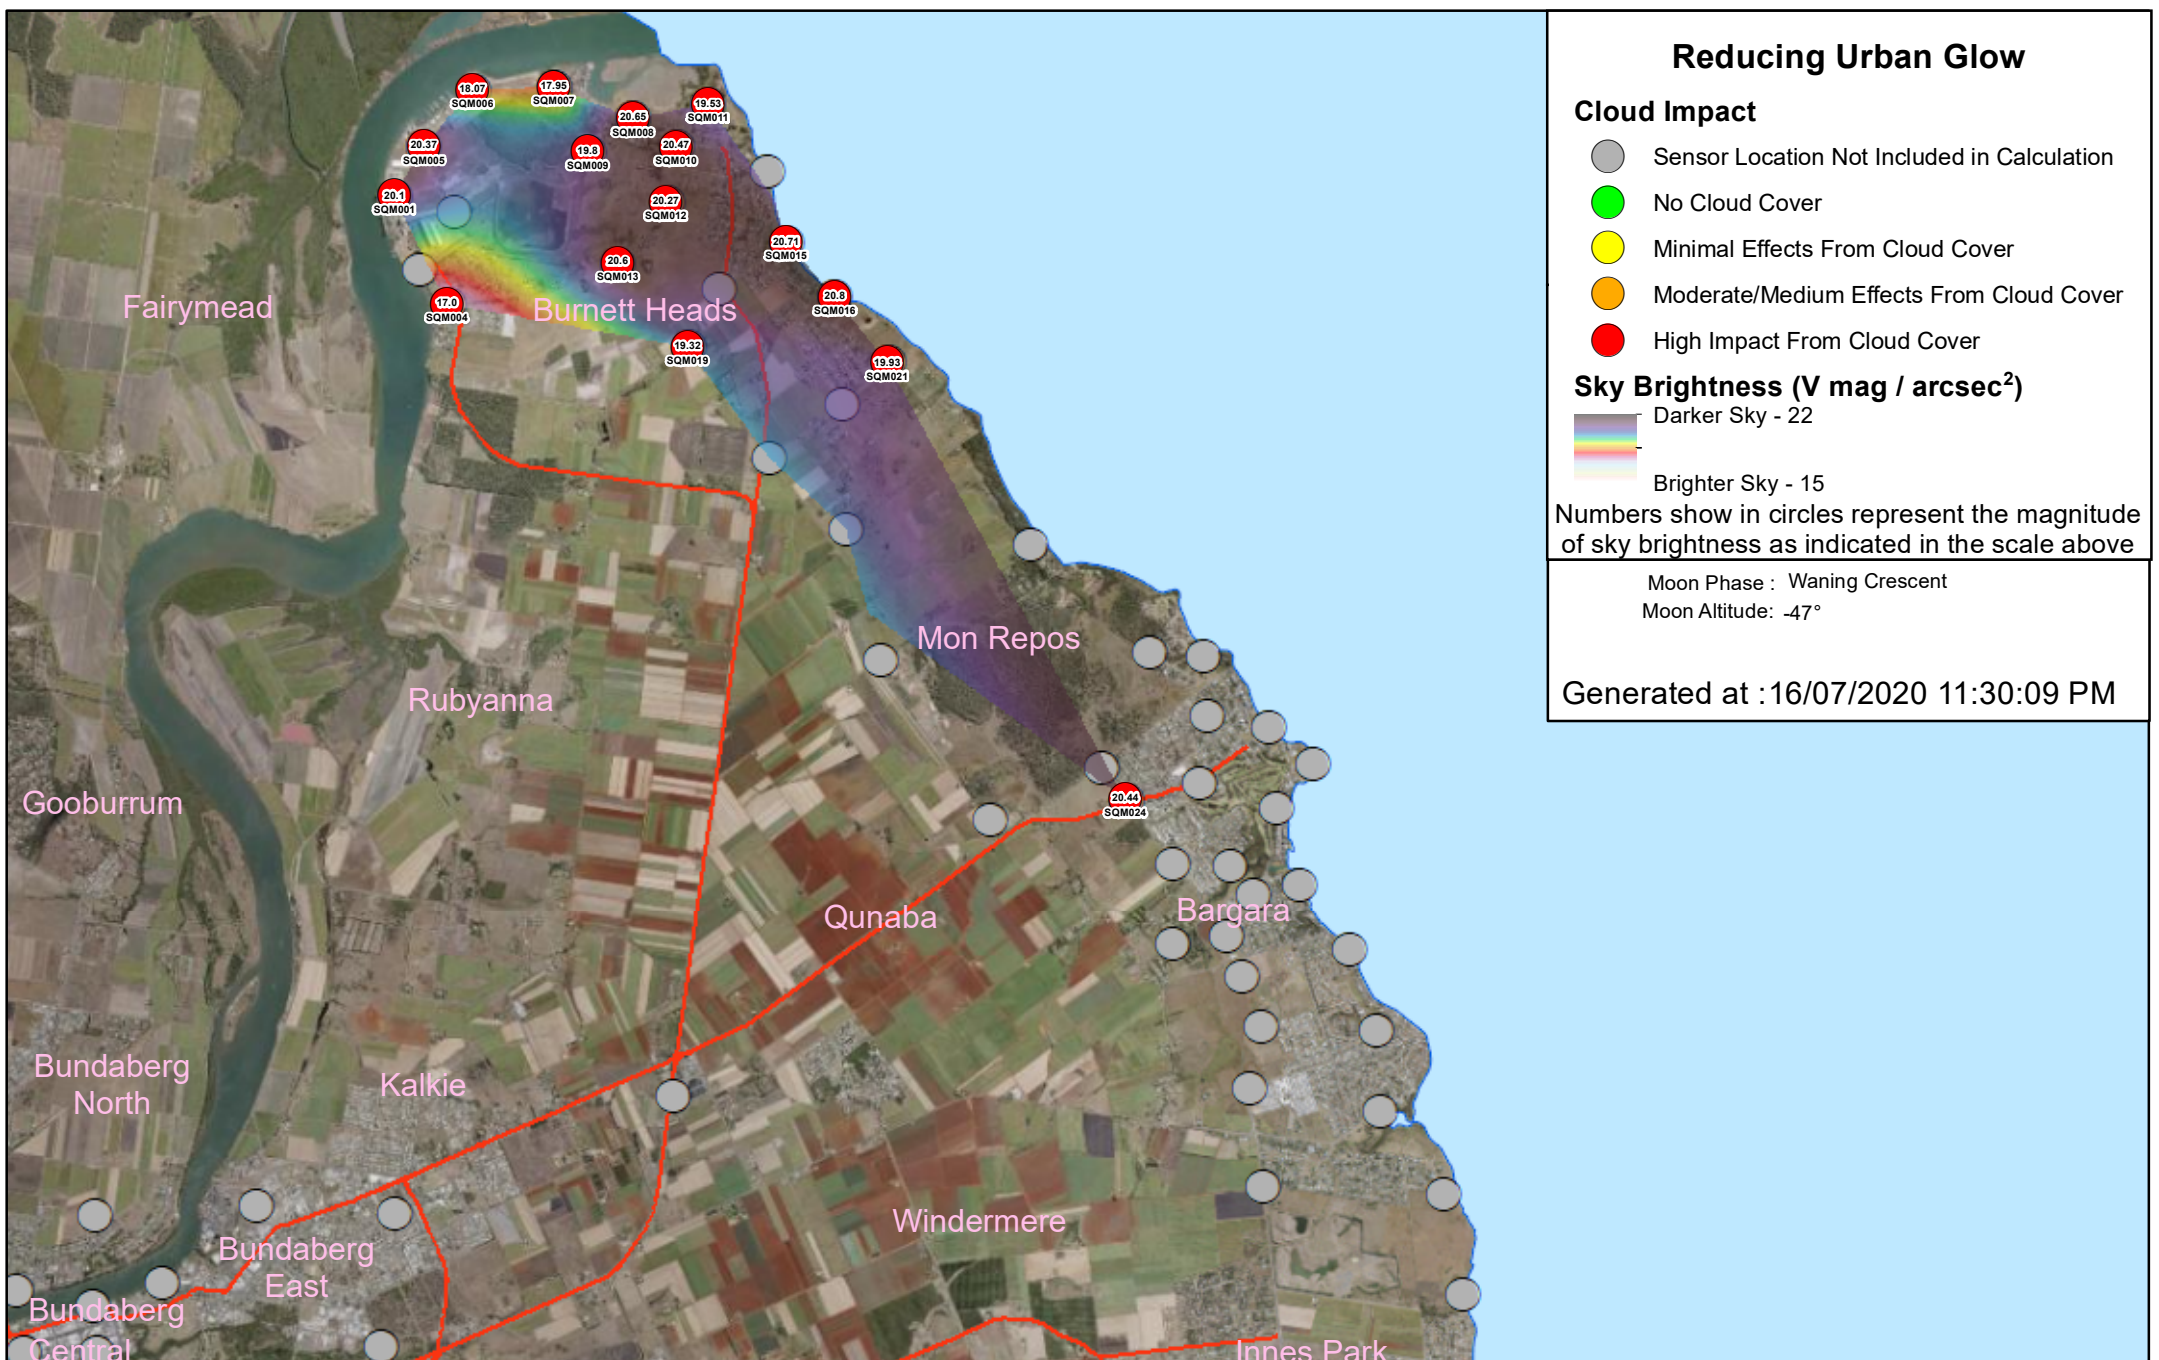 Reducing Urban Glow
Cloud Impact
Sensor Location Not Included in Calculation
No Cloud Cover
Minimal Effects From Cloud Cover
Moderate/Medium Effects From Cloud Cover
High Impact From Cloud Cover
Sky Brightness (V mag / arcsec²)
Darker Sky - 22
Brighter Sky - 15
Numbers show in circles represent the magnitude
of sky brightness as indicated in the scale above
Moon Phase : Waning Crescent
Moon Altitude: -47°
Generated at :16/07/2020 11:30:09 PM
18.07
SQM006
17.95
SQM007
20.65
SQM008
19.53
SQM011
20.37
SQM005
19.8
SQM009
20.47
SQM010
20.1
SQM001
20.27
SQM012
20.71
SQM015
20.6
SQM013
17.0
SQM004
20.8
SQM016
19.32
SQM019
19.93
SQM021
20.44
SQM024
Fairymead
Burnett Heads
Mon Repos
Rubyanna
Gooburrum
Qunaba
Bargara
Bundaberg
North
Kalkie
Windermere
Bundaberg
East
Bundaberg
Central
Innes Park